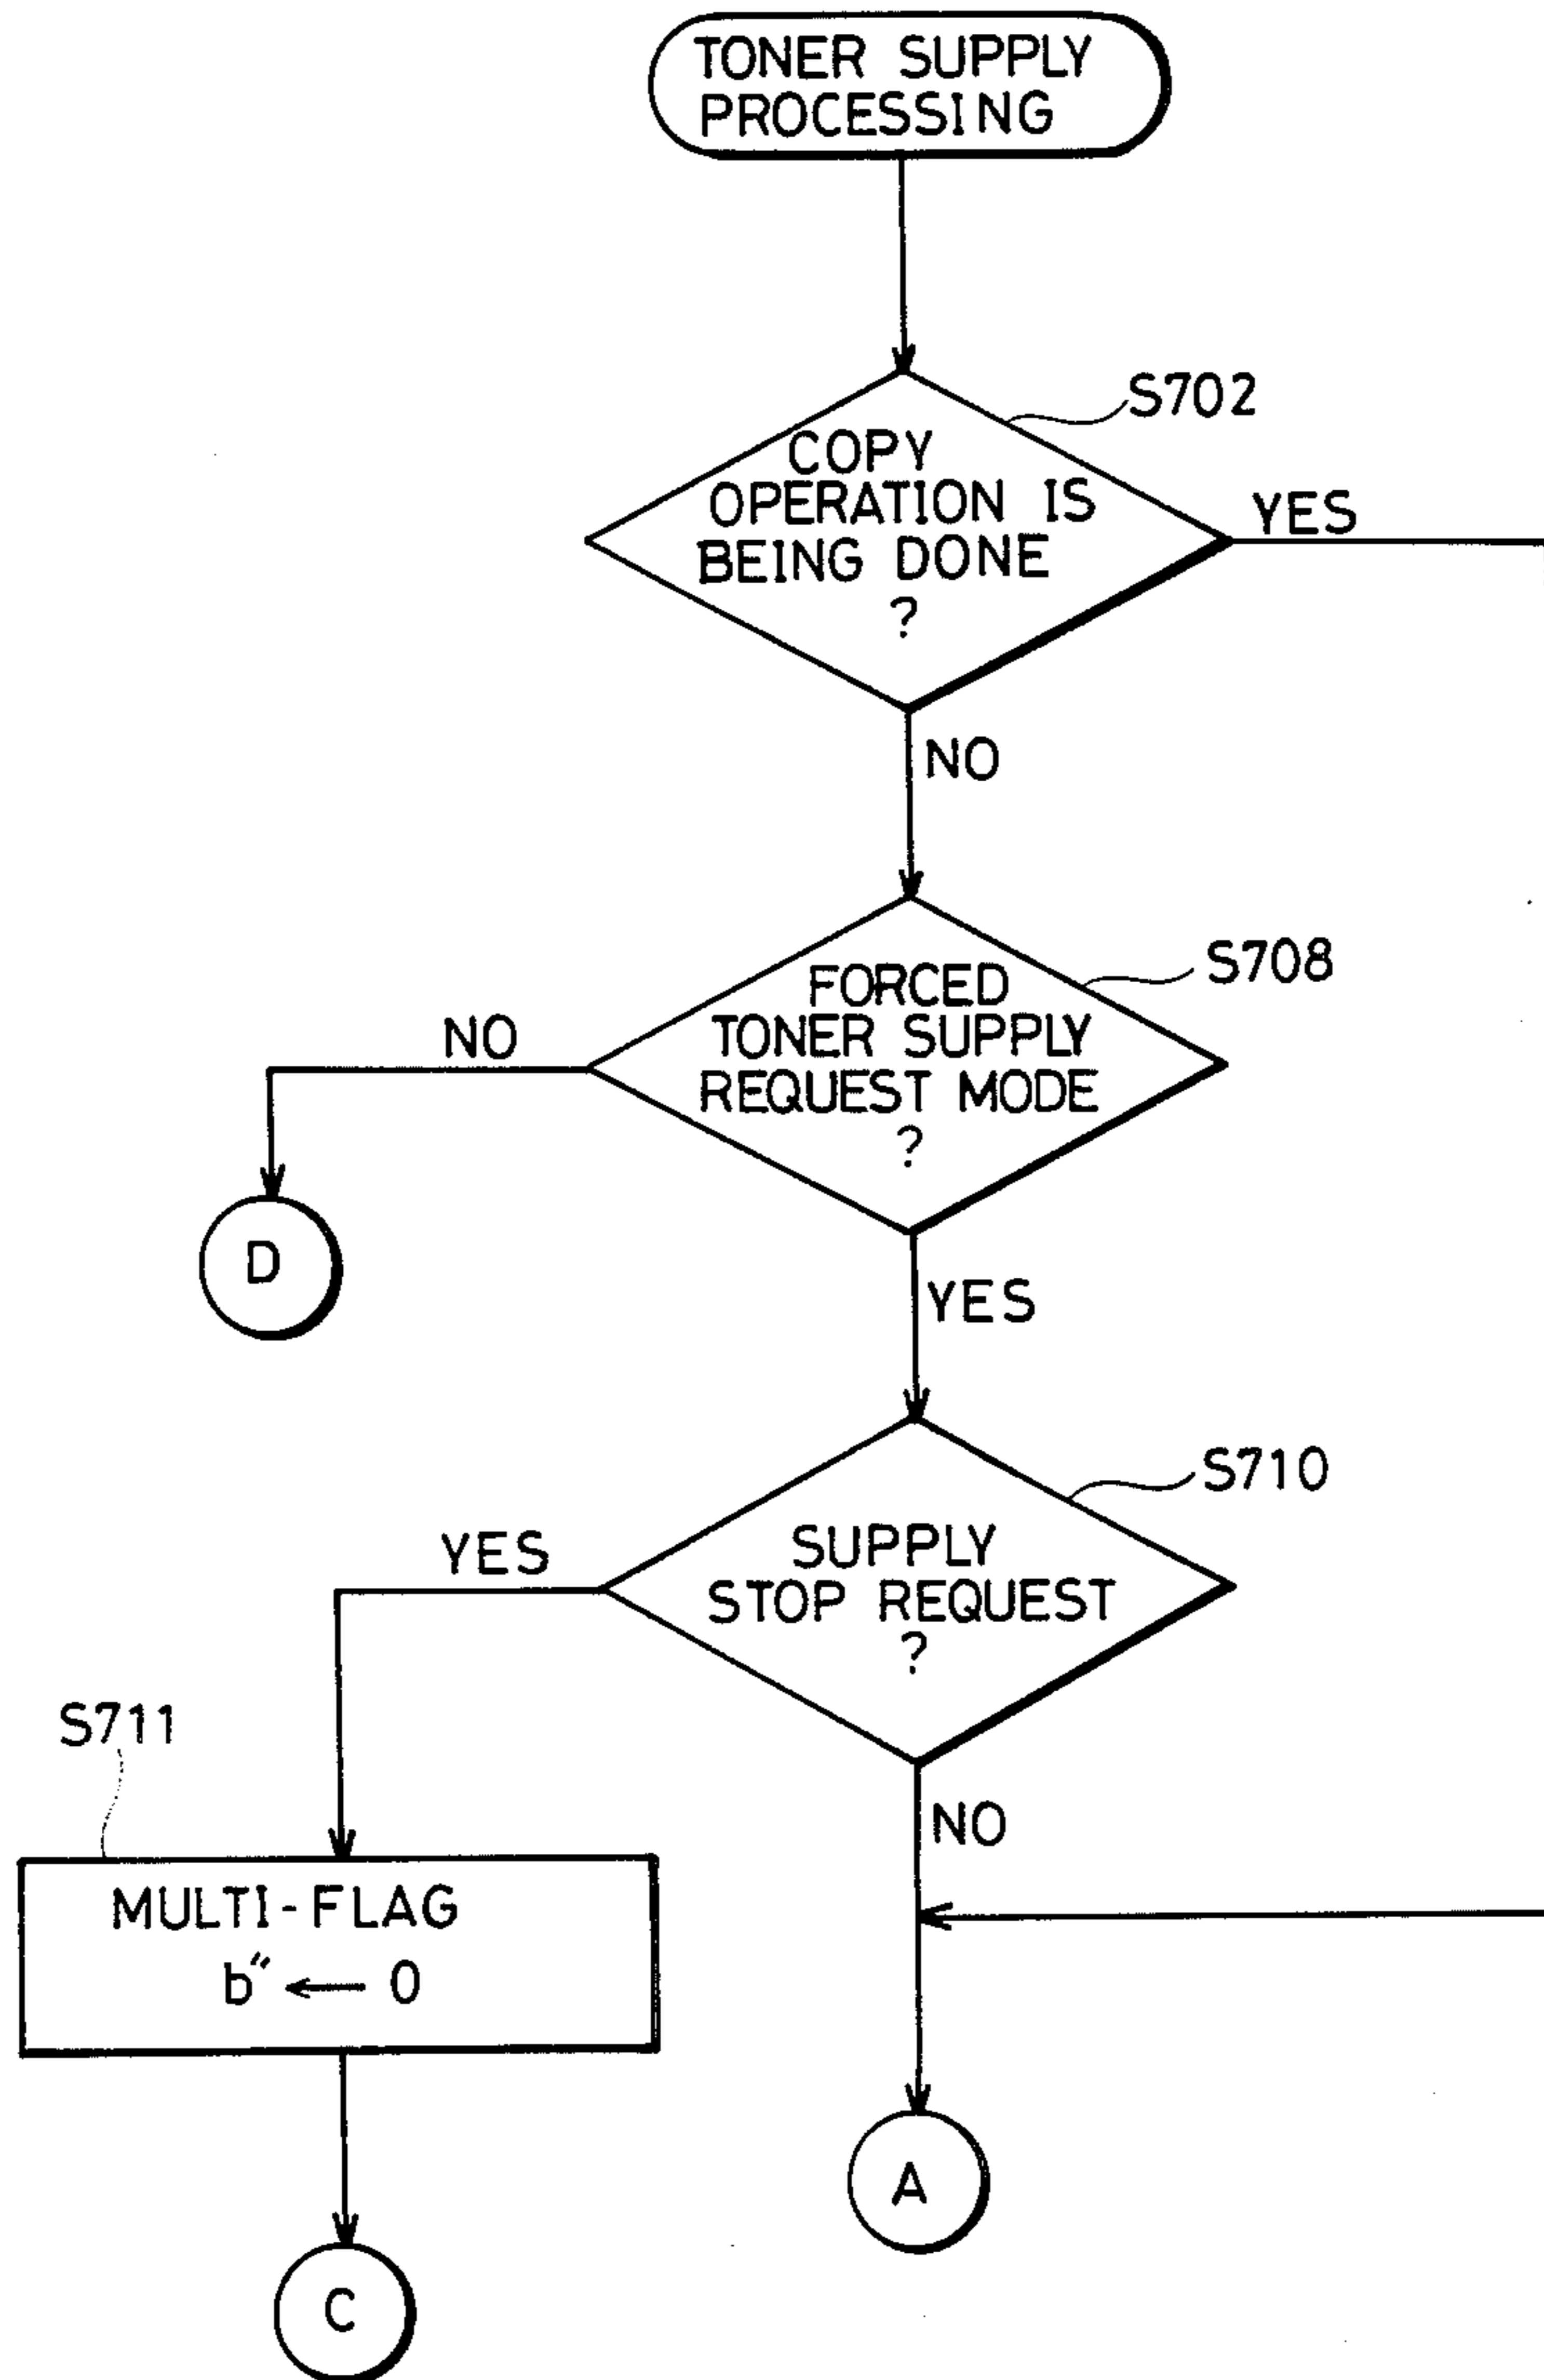 TONER SUPPLY
PROCESSING
S702
COPY
OPERATION IS
BEING DONE
?
YES
NO
S708
FORCED
TONER SUPPLY
REQUEST MODE
?
NO
D
YES
S710
SUPPLY
STOP REQUEST
?
YES
S711
NO
MULTI-FLAG
b″ ← 0
A
C